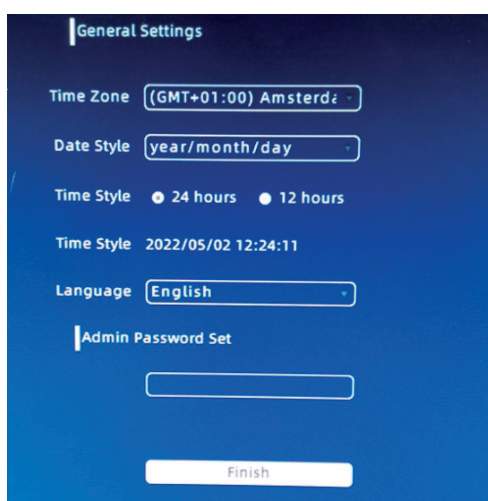 General Settings
Time Zone (GMT+01:00) Amsterda
Date Style year/month/day
Time Style 24 hours 12 hours
Time Style 2022/05/02 12:24:11
Language English
Admin Password Set
Finish